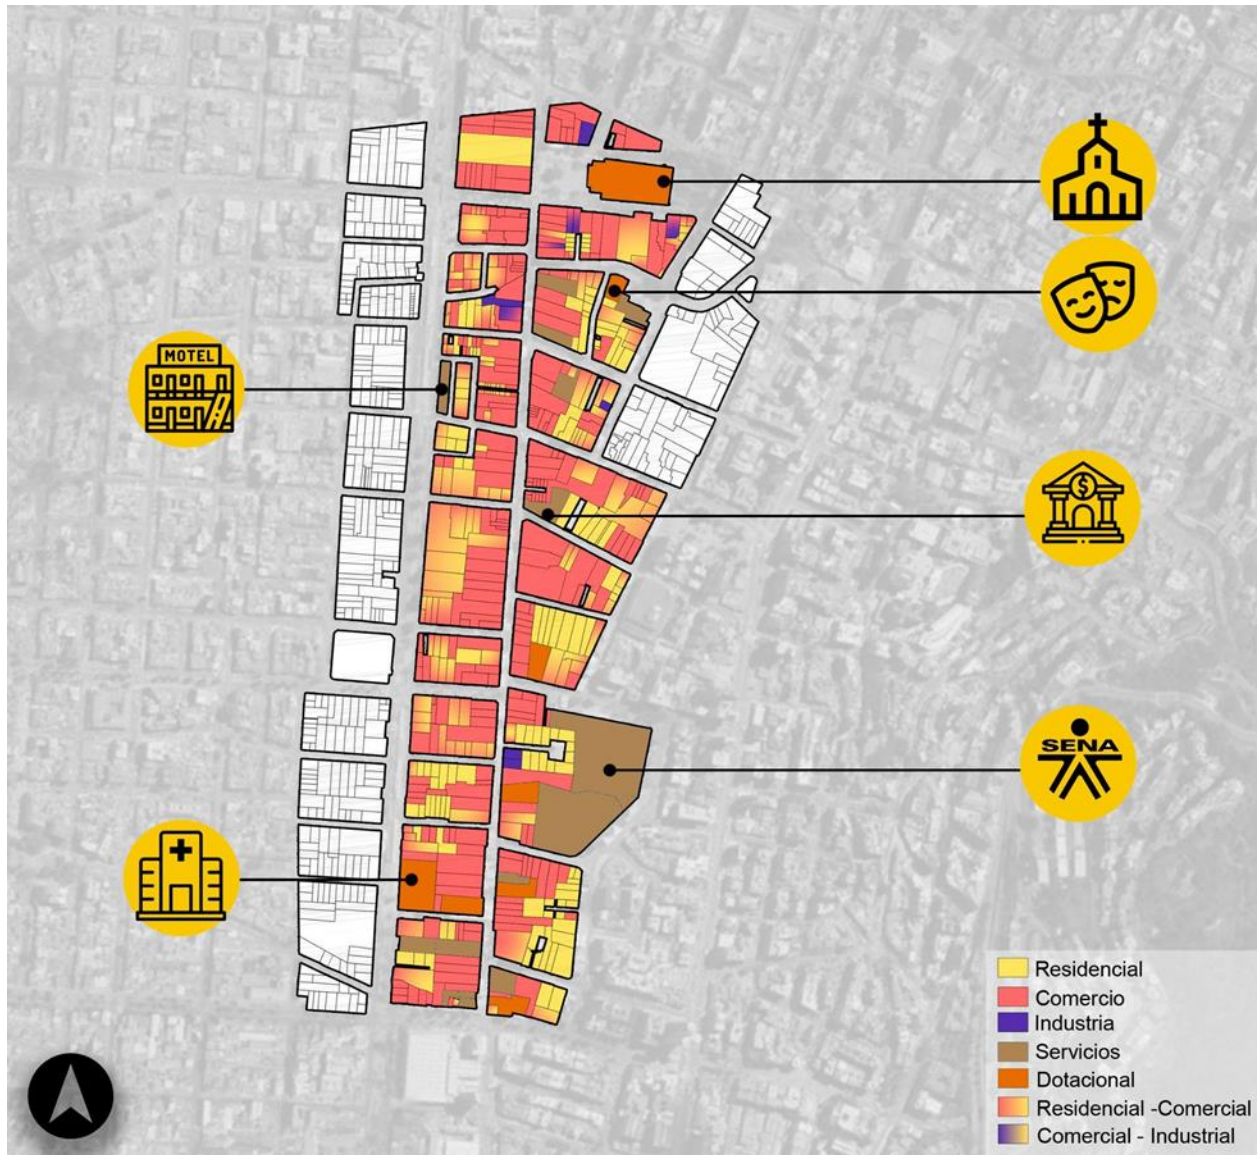 MOTEL
$
SENA
Residencial
Comercio
Industria
Servicios
Dotacional
Residencial -Comercial
Comercial - Industrial